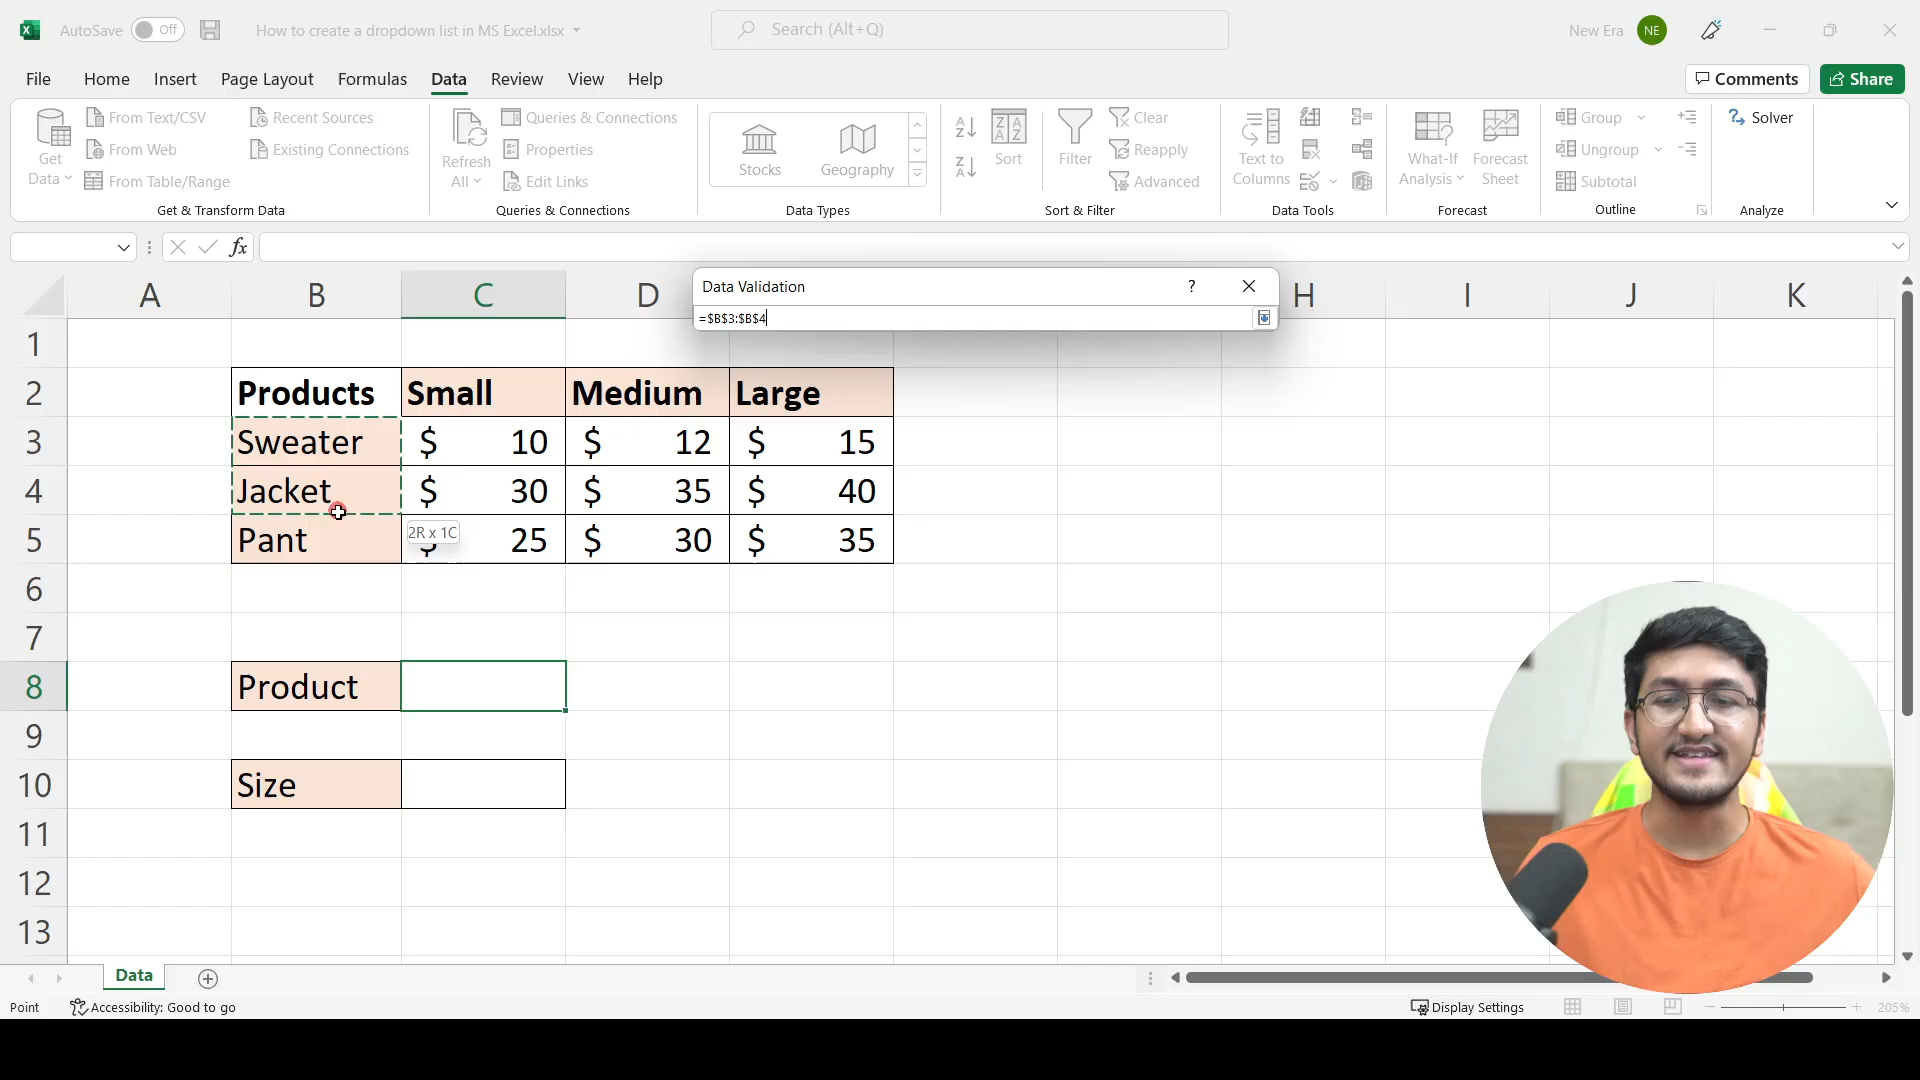 AutoSave Off How to create a dropdown list in MS Excel.xlsx Search (Alt+Q) New Era NE
File Home Insert Page Layout Formulas Data Review View Help Comments Share
Get Data
From Text/CSV
From Web
From Table/Range
Recent Sources
Existing Connections
Get & Transform Data
Refresh All
Queries & Connections
Properties
Edit Links
Queries & Connections
Stocks Geography
Data Types
Sort
Filter
Clear
Reapply
Advanced
Sort & Filter
Text to Columns
Data Tools
What-If Analysis
Forecast Sheet
Forecast
Group
Ungroup
Subtotal
Outline
Solver
Analyze
fx
Data Validation ?
=$B$3:$B$4
A B C D H I J K
1
2 Products Small Medium Large
3 Sweater $ 10 $ 12 $ 15
4 Jacket $ 30 $ 35 $ 40
2R x 1C
5 Pant $ 25 $ 30 $ 35
6
7
8 Product
9
10 Size
11
12
13
Data
Point Accessibility: Good to go Display Settings 205%